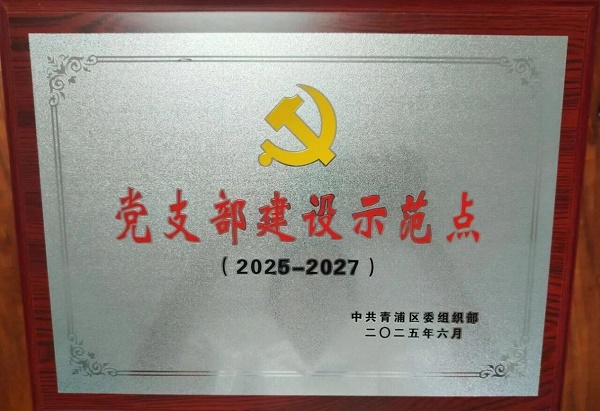 党支部建设示范点
（2025-2027）
中共青浦区委组织部
二〇二五年六月